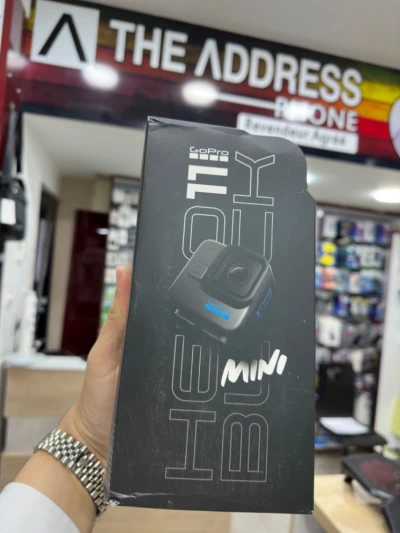 THE ADDRESS
PHONE
Revendeur Agréé
GoPro
11
HERO
BLACK
MINI